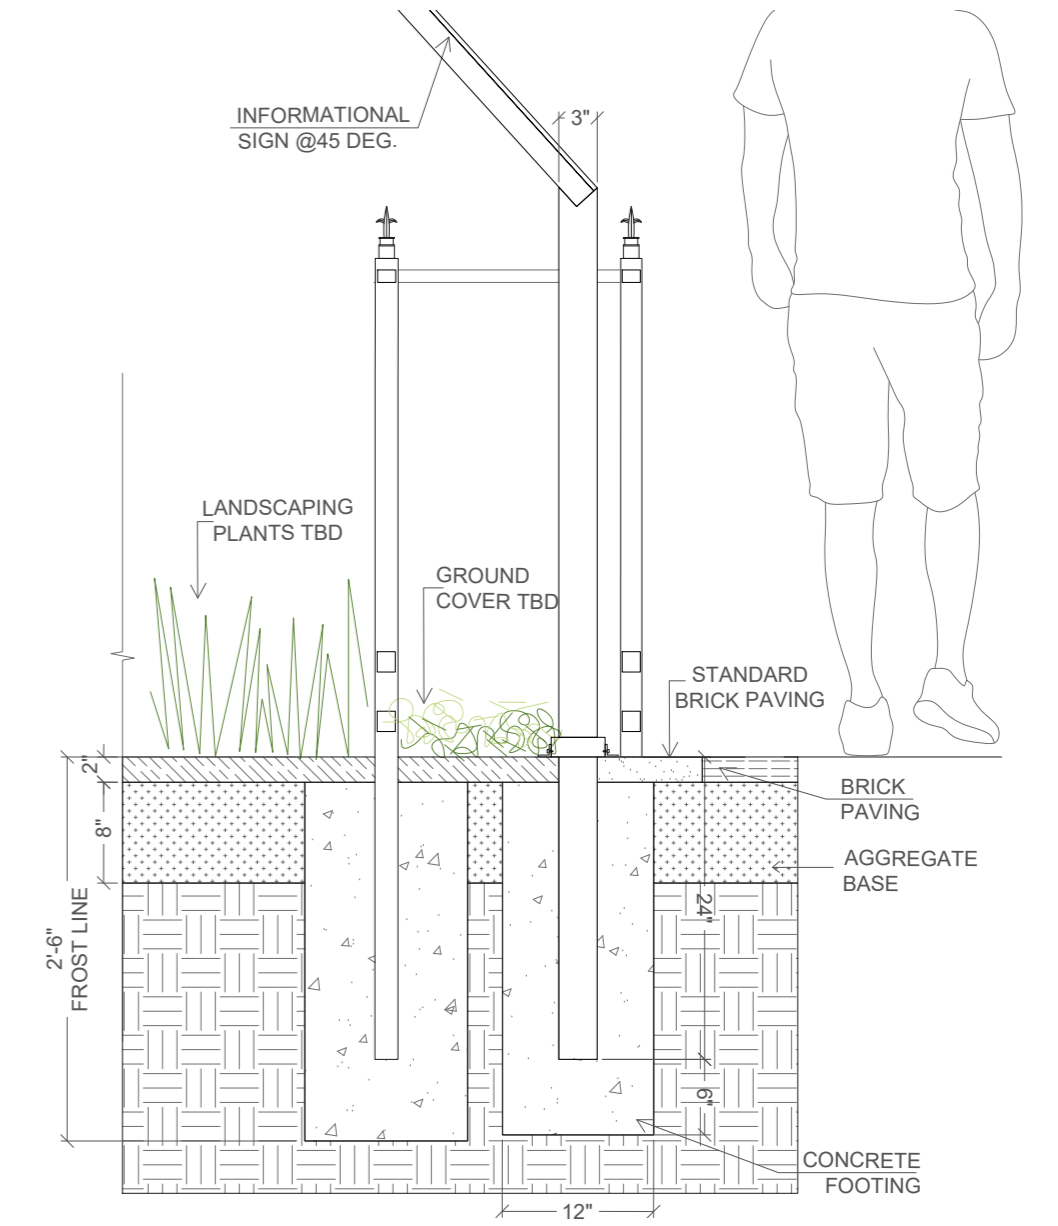 3"
INFORMATIONAL
SIGN @45 DEG.
LANDSCAPING
PLANTS TBD
GROUND
COVER TBD
STANDARD
BRICK PAVING
2"
BRICK
PAVING
8"
AGGREGATE
BASE
24"
2'-6"
FROST LINE
6"
CONCRETE
FOOTING
12"